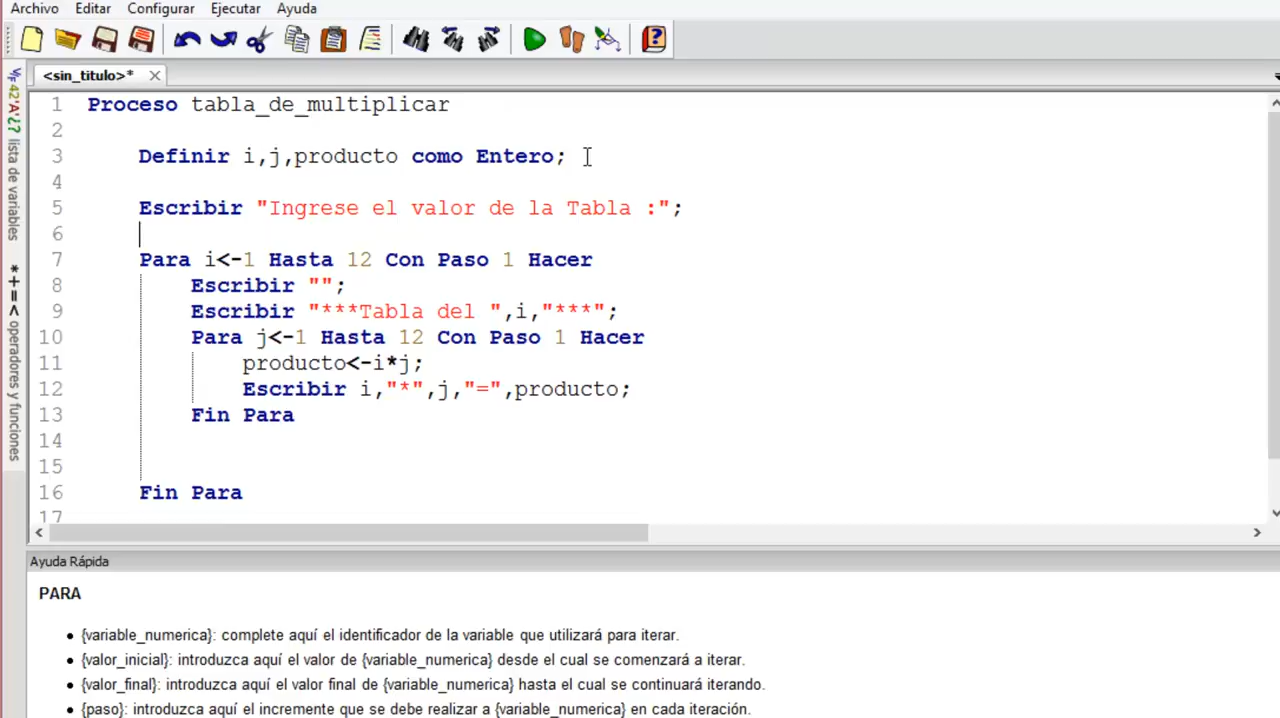 Archivo Editar Configurar Ejecutar Ayuda
<sin_titulo>*
1 Proceso tabla_de_multiplicar
2
3 Definir i,j,producto como Entero;
4
5 Escribir "Ingrese el valor de la Tabla :";
6
7 Para i<-1 Hasta 12 Con Paso 1 Hacer
8 Escribir "";
9 Escribir "***Tabla del ",i,"***";
10 Para j<-1 Hasta 12 Con Paso 1 Hacer
11 producto<-i*j;
12 Escribir i,"*",j,"=",producto;
13 Fin Para
14
15
16 Fin Para
17
lista de variables
*+=< operadores y funciones
Ayuda Rápida
PARA
• {variable_numerica}: complete aquí el identificador de la variable que utilizará para iterar.
• {valor_inicial}: introduzca aquí el valor de {variable_numerica} desde el cual se comenzará a iterar.
• {valor_final}: introduzca aquí el valor final de {variable_numerica} hasta el cual se continuará iterando.
• {paso}: introduzca aquí el incremente que se debe realizar a {variable_numerica} en cada iteración.